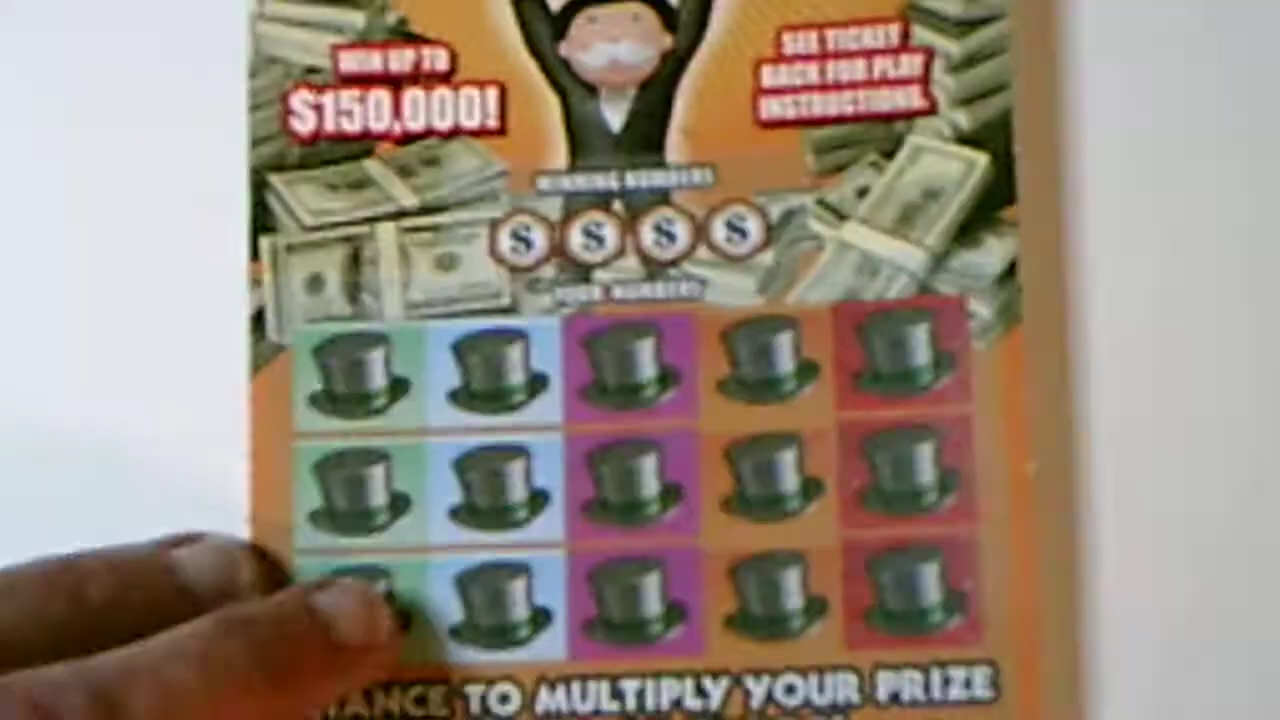 WIN UP TO
$150,000!
SEE TICKET
BACK FOR PLAY
INSTRUCTIONS.
WINNING NUMBERS
$ $ $ $
YOUR NUMBERS
TO MULTIPLY YOUR PRIZE